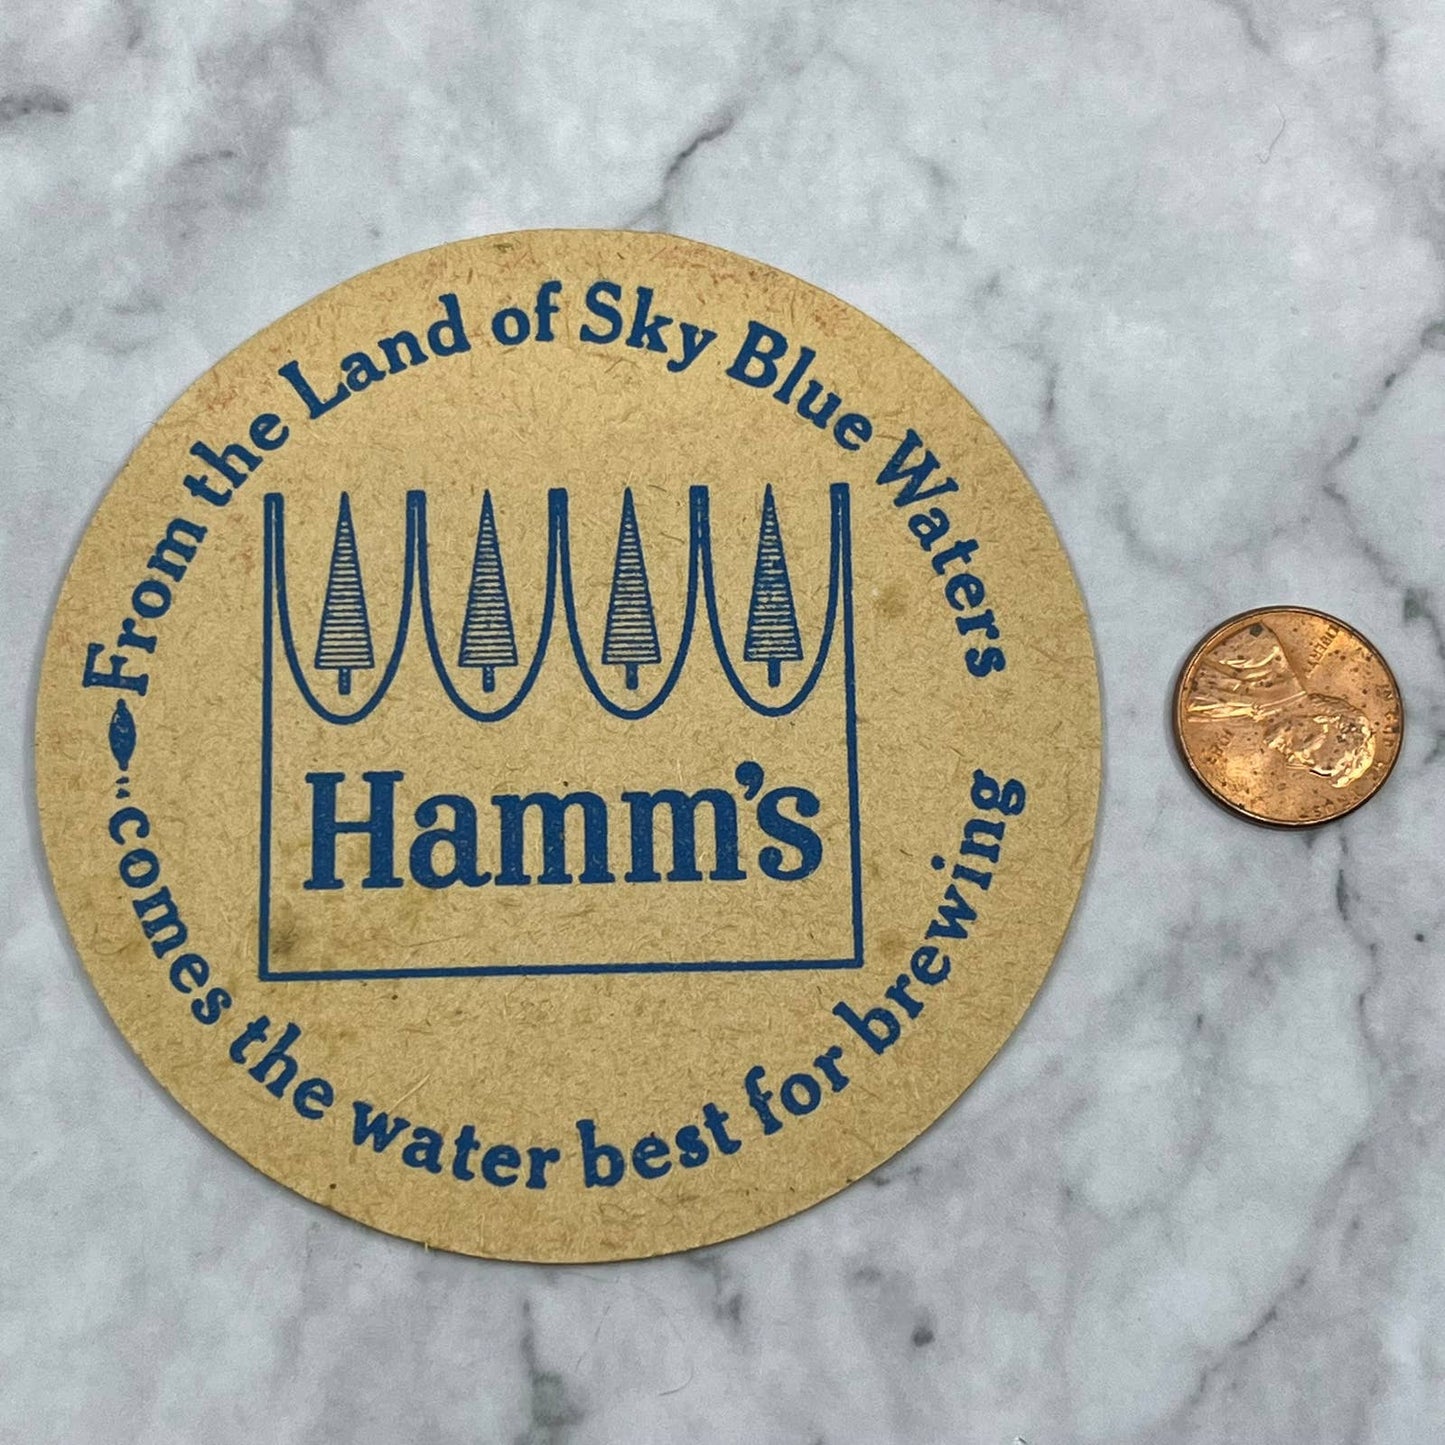 From the Land of Sky Blue Waters
Hamm's
"comes the water best for brewing
LIBERTY